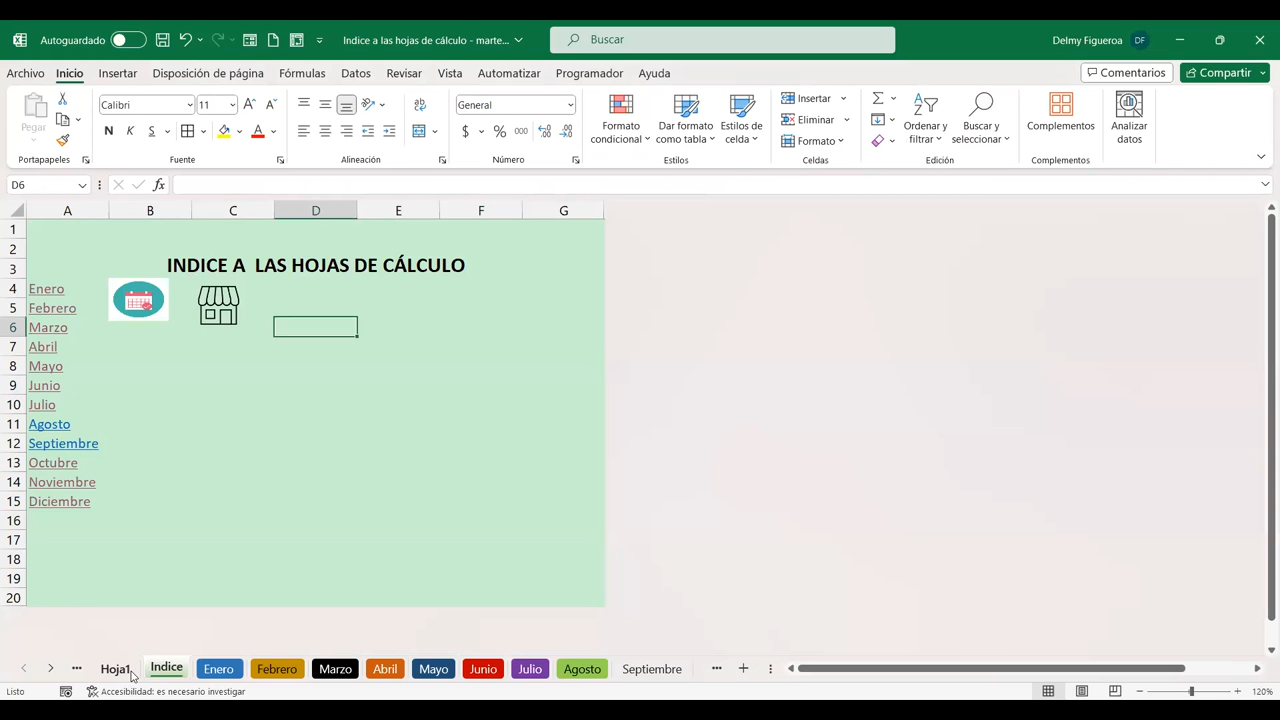 Autoguardado
Indice a las hojas de cálculo - marte...
Buscar
Delmy Figueroa DF
Archivo Inicio Insertar Disposición de página Fórmulas Datos Revisar Vista Automatizar Programador Ayuda
Comentarios Compartir
Pegar
Calibri 11
General
N K S
$ % 000
Formato condicional
Dar formato como tabla
Estilos de celda
Insertar
Eliminar
Formato
Ordenar y filtrar
Buscar y seleccionar
Complementos
Analizar datos
Portapapeles Fuente Alineación Número Estilos Celdas Edición Complementos
D6 fx
A B C D E F G
1
2
3 INDICE A LAS HOJAS DE CÁLCULO
4 Enero
5 Febrero
6 Marzo
7 Abril
8 Mayo
9 Junio
10 Julio
11 Agosto
12 Septiembre
13 Octubre
14 Noviembre
15 Diciembre
16
17
18
19
20
Hoja1 Indice Enero Febrero Marzo Abril Mayo Junio Julio Agosto Septiembre
Listo Accesibilidad: es necesario investigar 120%